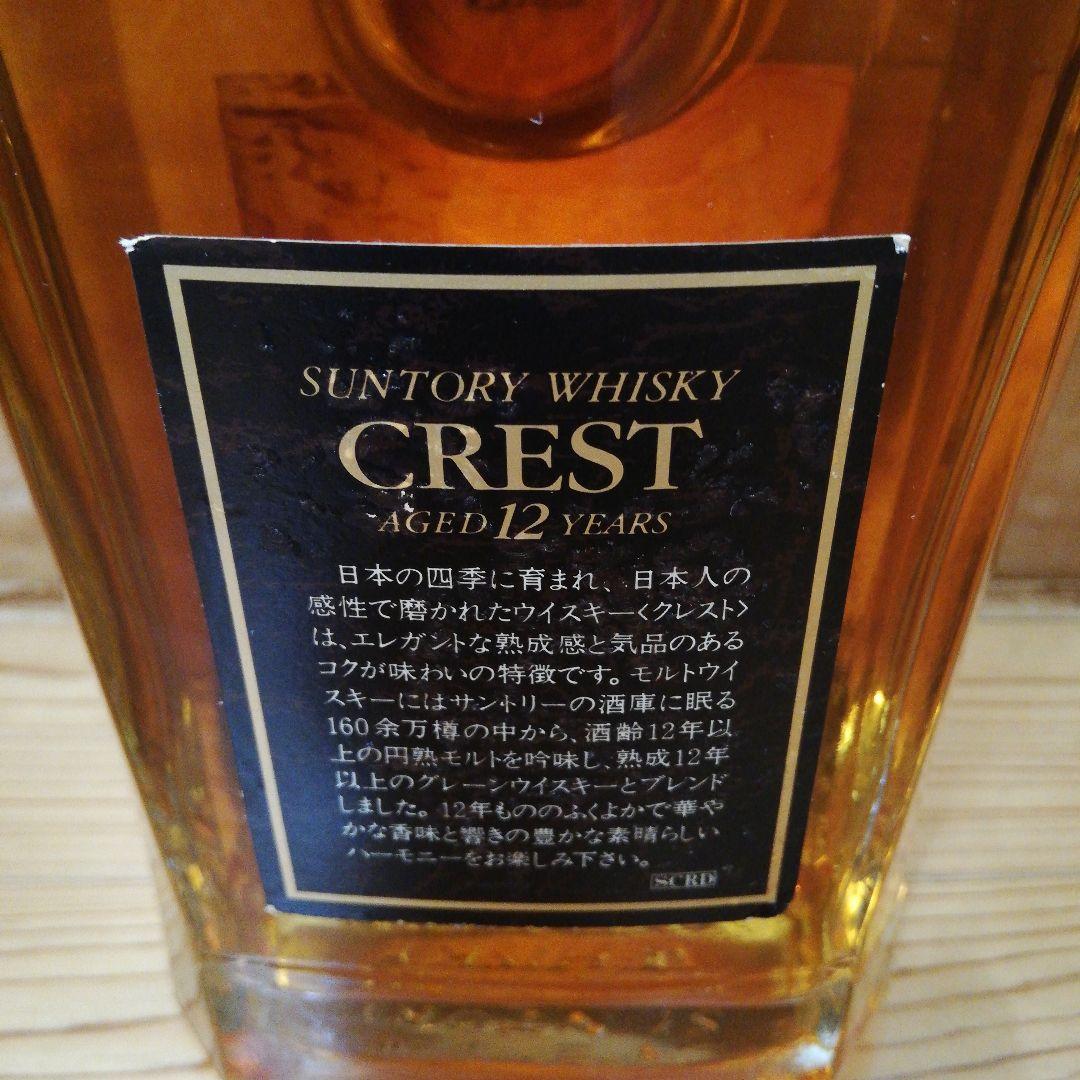 SUNTORY WHISKY
CREST
AGED 12 YEARS
日本の四季に育まれ、日本人の
感性で磨かれたウイスキー〈クレスト〉
は、エレガントな熟成感と気品のある
コクが味わいの特徴です。モルトウイ
スキーにはサントリーの酒庫に眠る
160余万樽の中から、酒齢12年以
上の円熟モルトを吟味し、熟成12年
以上のグレーンウイスキーとブレンド
しました。12年もののふくよかで華や
かな香味と響きの豊かな素晴らしい
ハーモニーをお楽しみ下さい。
SCRD